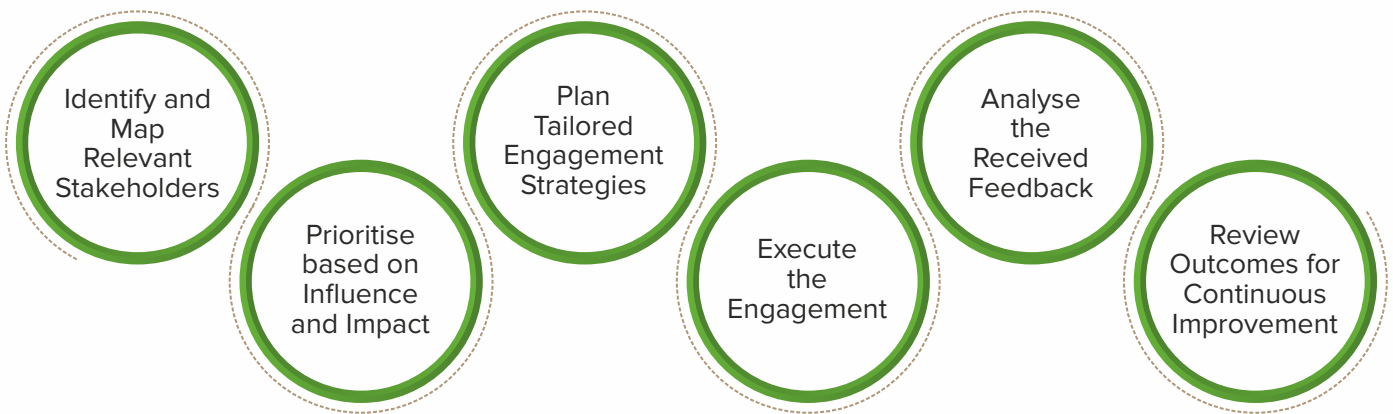 Identify and
Map
Relevant
Stakeholders
Prioritise
based on
Influence
and Impact
Plan
Tailored
Engagement
Strategies
Execute
the
Engagement
Analyse
the
Received
Feedback
Review
Outcomes for
Continuous
Improvement